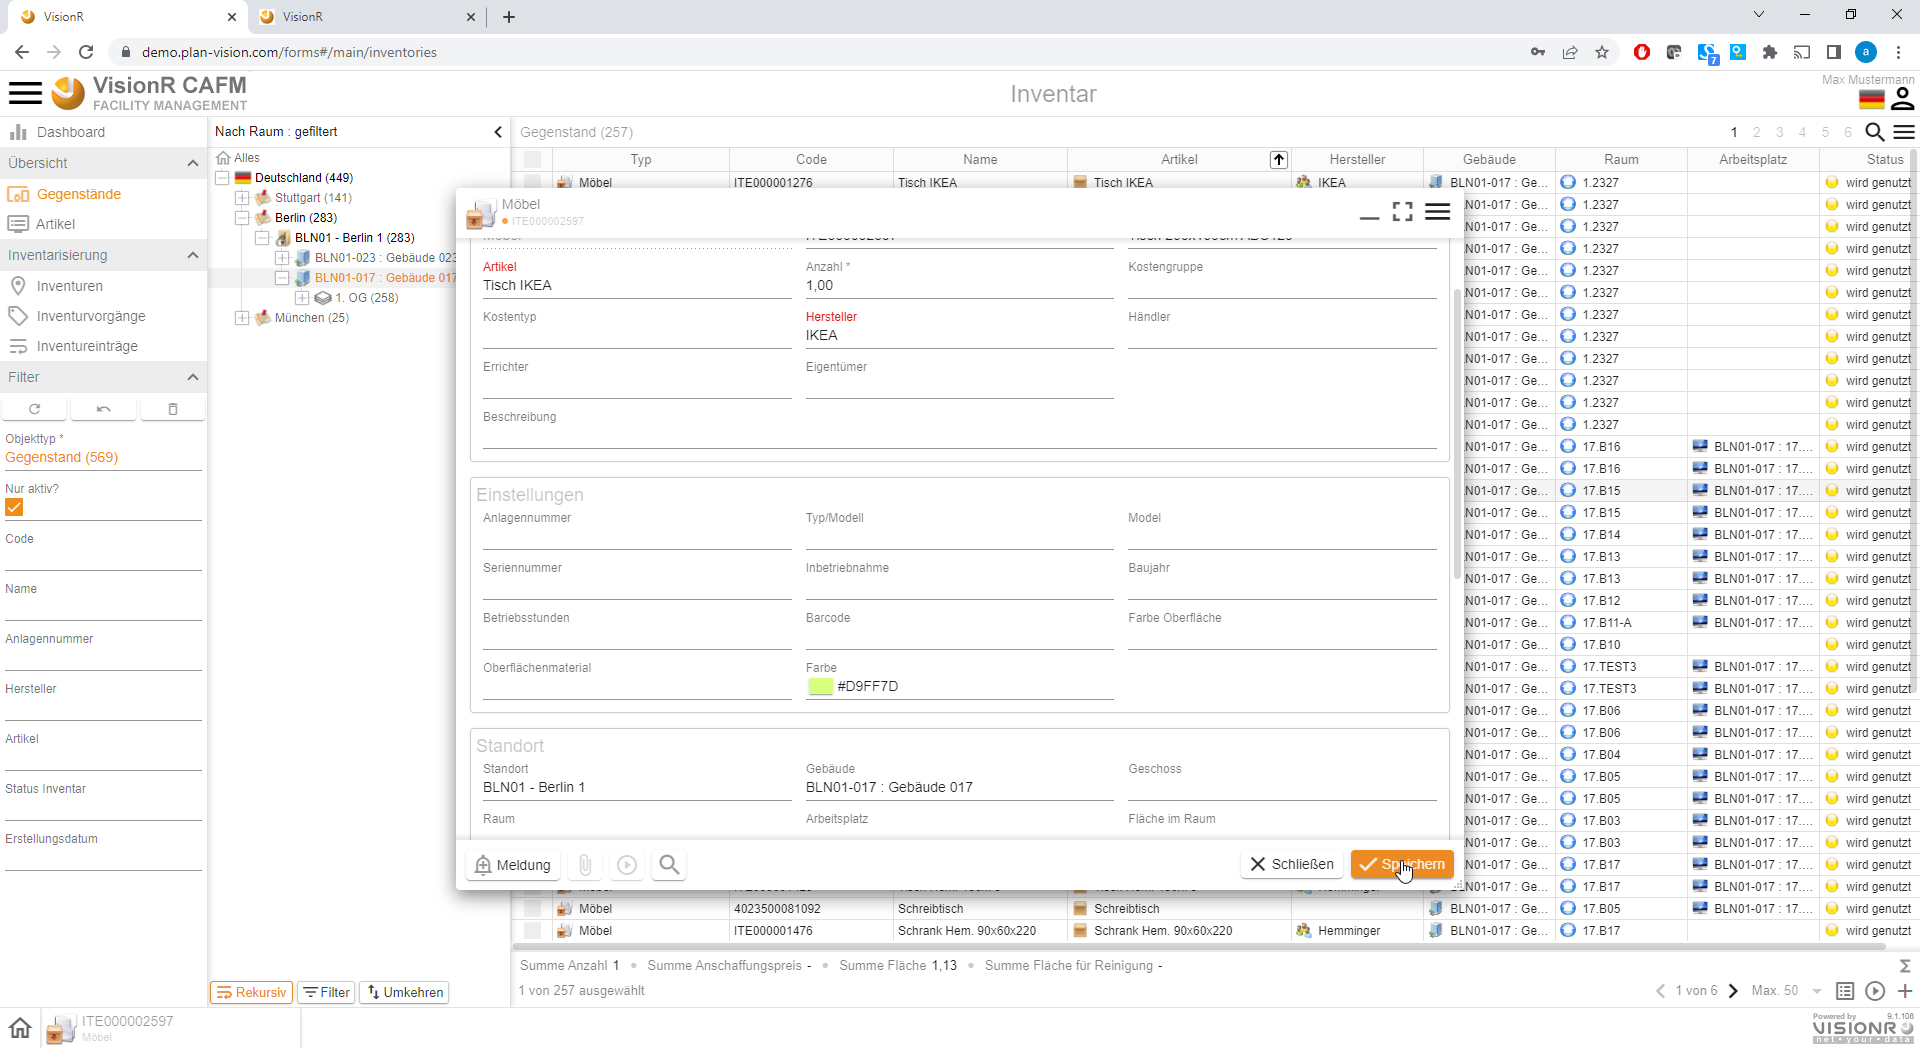 VisionR
VisionR
demo.plan-vision.com/forms#/main/inventories
7
a
VisionR CAFM
FACILITY MANAGEMENT
Inventar
Max Mustermann
Dashboard
Übersicht
Gegenstände
Artikel
Inventarisierung
Inventuren
Inventurvorgänge
Inventureinträge
Filter
Objekttyp *
Gegenstand (569)
Nur aktiv?
Code
Name
Anlagennummer
Hersteller
Artikel
Status Inventar
Erstellungsdatum
Nach Raum : gefiltert
Alles
Deutschland (449)
Stuttgart (141)
Berlin (283)
BLN01 - Berlin 1 (283)
BLN01-023 : Gebäude 023
BLN01-017 : Gebäude 017
1. OG (258)
München (25)
Rekursiv
Filter
Umkehren
Gegenstand (257)
1 2 3 4 5 6
Typ Code Name Artikel Hersteller Gebäude Raum Arbeitsplatz Status
Möbel ITE000001276 Tisch IKEA Tisch IKEA IKEA BLN01-017 : Ge... 1.2327 wird genutzt
N01-017 : Ge... 1.2327 wird genutzt
N01-017 : Ge... 1.2327 wird genutzt
N01-017 : Ge... 1.2327 wird genutzt
N01-017 : Ge... 1.2327 wird genutzt
N01-017 : Ge... 1.2327 wird genutzt
N01-017 : Ge... 1.2327 wird genutzt
N01-017 : Ge... 1.2327 wird genutzt
N01-017 : Ge... 1.2327 wird genutzt
N01-017 : Ge... 1.2327 wird genutzt
N01-017 : Ge... 1.2327 wird genutzt
N01-017 : Ge... 1.2327 wird genutzt
N01-017 : Ge... 17.B16 BLN01-017 : 17.... wird genutzt
N01-017 : Ge... 17.B16 BLN01-017 : 17.... wird genutzt
N01-017 : Ge... 17.B15 BLN01-017 : 17.... wird genutzt
N01-017 : Ge... 17.B15 BLN01-017 : 17.... wird genutzt
N01-017 : Ge... 17.B14 BLN01-017 : 17.... wird genutzt
N01-017 : Ge... 17.B13 BLN01-017 : 17.... wird genutzt
N01-017 : Ge... 17.B13 BLN01-017 : 17.... wird genutzt
N01-017 : Ge... 17.B12 BLN01-017 : 17.... wird genutzt
N01-017 : Ge... 17.B11-A BLN01-017 : 17.... wird genutzt
N01-017 : Ge... 17.B10 wird genutzt
N01-017 : Ge... 17.TEST3 BLN01-017 : 17.... wird genutzt
N01-017 : Ge... 17.TEST3 BLN01-017 : 17.... wird genutzt
N01-017 : Ge... 17.B06 BLN01-017 : 17.... wird genutzt
N01-017 : Ge... 17.B06 BLN01-017 : 17.... wird genutzt
N01-017 : Ge... 17.B04 BLN01-017 : 17.... wird genutzt
N01-017 : Ge... 17.B05 BLN01-017 : 17.... wird genutzt
N01-017 : Ge... 17.B05 BLN01-017 : 17.... wird genutzt
N01-017 : Ge... 17.B03 BLN01-017 : 17.... wird genutzt
N01-017 : Ge... 17.B03 BLN01-017 : 17.... wird genutzt
N01-017 : Ge... 17.B17 BLN01-017 : 17.... wird genutzt
BLN01-017 : Ge... 17.B17 BLN01-017 : 17.... wird genutzt
Möbel 4023500081092 Schreibtisch Schreibtisch BLN01-017 : Ge... 17.B05 BLN01-017 : 17.... wird genutzt
Möbel ITE000001476 Schrank Hem. 90x60x220 Schrank Hem. 90x60x220 Hemminger BLN01-017 : Ge... 17.B17 wird genutzt
Möbel
ITE000002597
Artikel
Tisch IKEA
Anzahl *
1,00
Kostengruppe
Kostentyp
Hersteller
IKEA
Händler
Errichter
Eigentümer
Beschreibung
Einstellungen
Anlagennummer
Typ/Modell
Model
Seriennummer
Inbetriebnahme
Baujahr
Betriebsstunden
Barcode
Farbe Oberfläche
Oberflächenmaterial
Farbe
#D9FF7D
Standort
Standort
BLN01 - Berlin 1
Gebäude
BLN01-017 : Gebäude 017
Geschoss
Raum
Arbeitsplatz
Fläche im Raum
Meldung
Schließen
Speichern
Summe Anzahl 1 • Summe Anschaffungspreis - • Summe Fläche 1,13 • Summe Fläche für Reinigung -
Σ
1 von 257 ausgewählt
1 von 6
Max. 50
ITE000002597
Möbel
Powered by 9.1.108
VISIONR
net • your • data